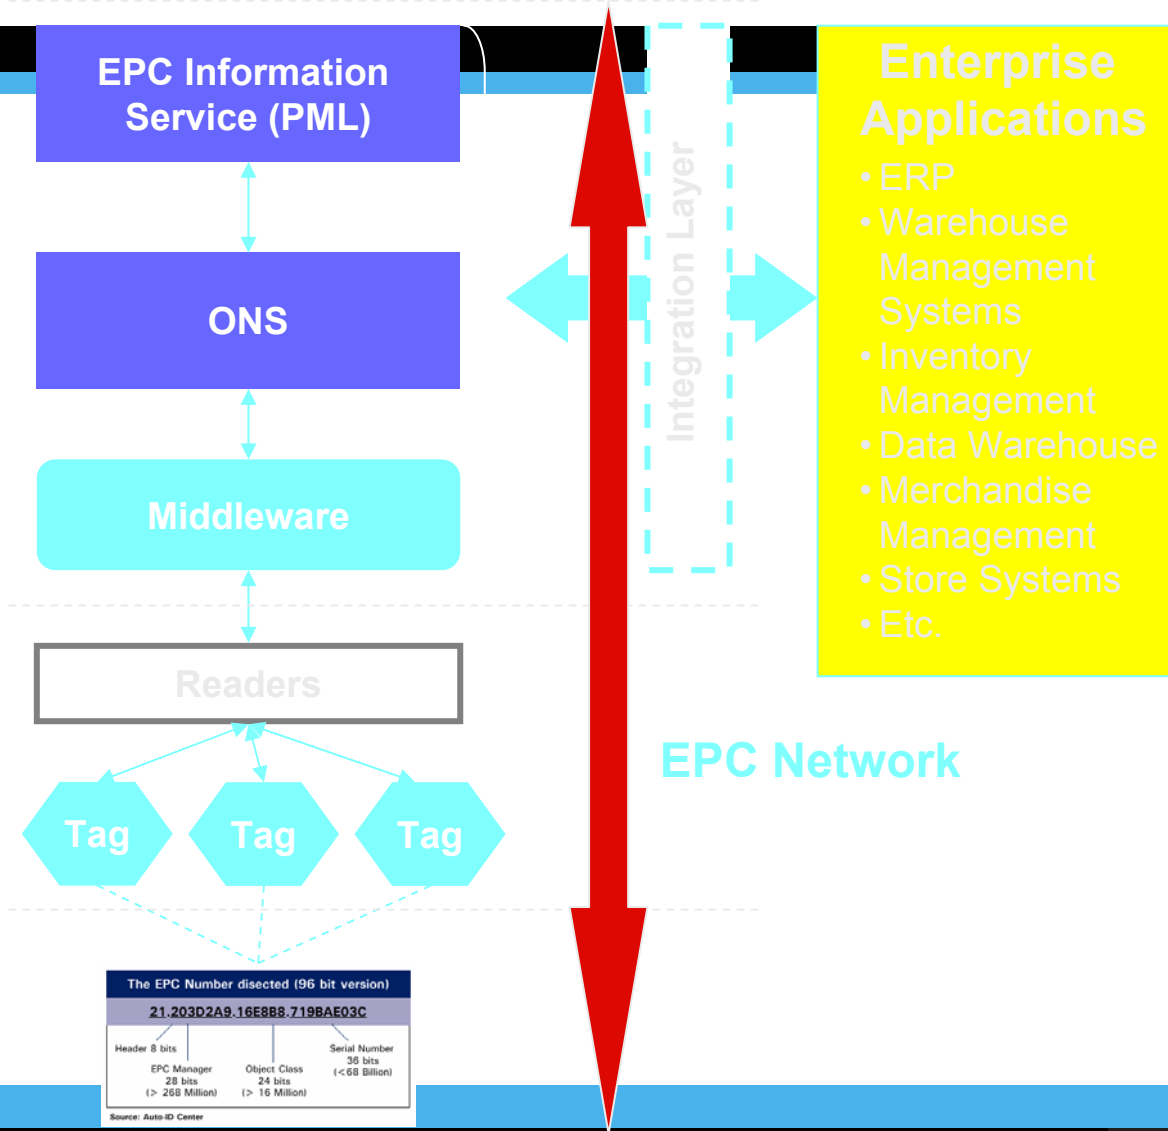 EPC Information
Service (PML)
ONS
Middleware
Readers
Tag Tag Tag
The EPC Number disected (96 bit version)
21.203D2A9.16E8B8.719BAE03C
Header 8 bits
EPC Manager
28 bits
(> 268 Million)
Object Class
24 bits
(> 16 Million)
Serial Number
36 bits
(<68 Billion)
Source: Auto-ID Center
Integration Layer
EPC Network
Enterprise
Applications
• ERP
• Warehouse
Management
Systems
• Inventory
Management
• Data Warehouse
• Merchandise
Management
• Store Systems
• Etc.